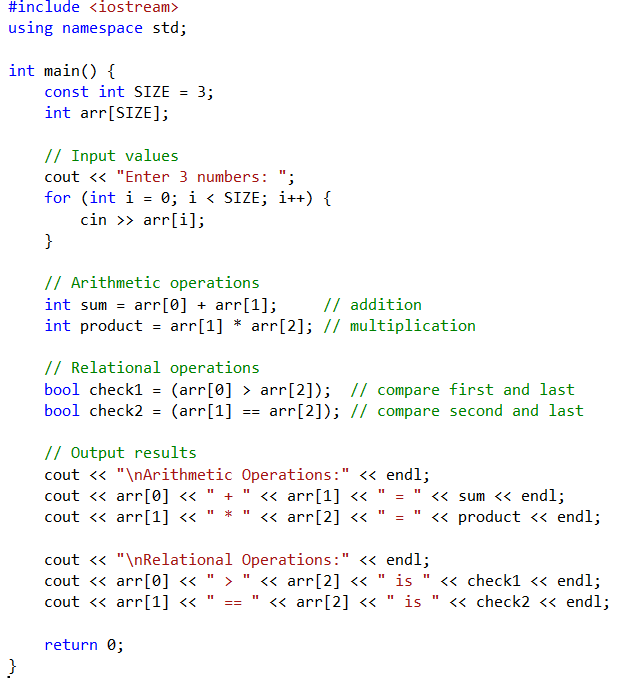 #include <iostream>
using namespace std;
int main() {
    const int SIZE = 3;
    int arr[SIZE];
    // Input values
    cout << "Enter 3 numbers: ";
    for (int i = 0; i < SIZE; i++) {
        cin >> arr[i];
    }
    // Arithmetic operations
    int sum = arr[0] + arr[1];     // addition
    int product = arr[1] * arr[2]; // multiplication
    // Relational operations
    bool check1 = (arr[0] > arr[2]);  // compare first and last
    bool check2 = (arr[1] == arr[2]); // compare second and last
    // Output results
    cout << "\nArithmetic Operations:" << endl;
    cout << arr[0] << " + " << arr[1] << " = " << sum << endl;
    cout << arr[1] << " * " << arr[2] << " = " << product << endl;
    cout << "\nRelational Operations:" << endl;
    cout << arr[0] << " > " << arr[2] << " is " << check1 << endl;
    cout << arr[1] << " == " << arr[2] << " is " << check2 << endl;
    return 0;
}